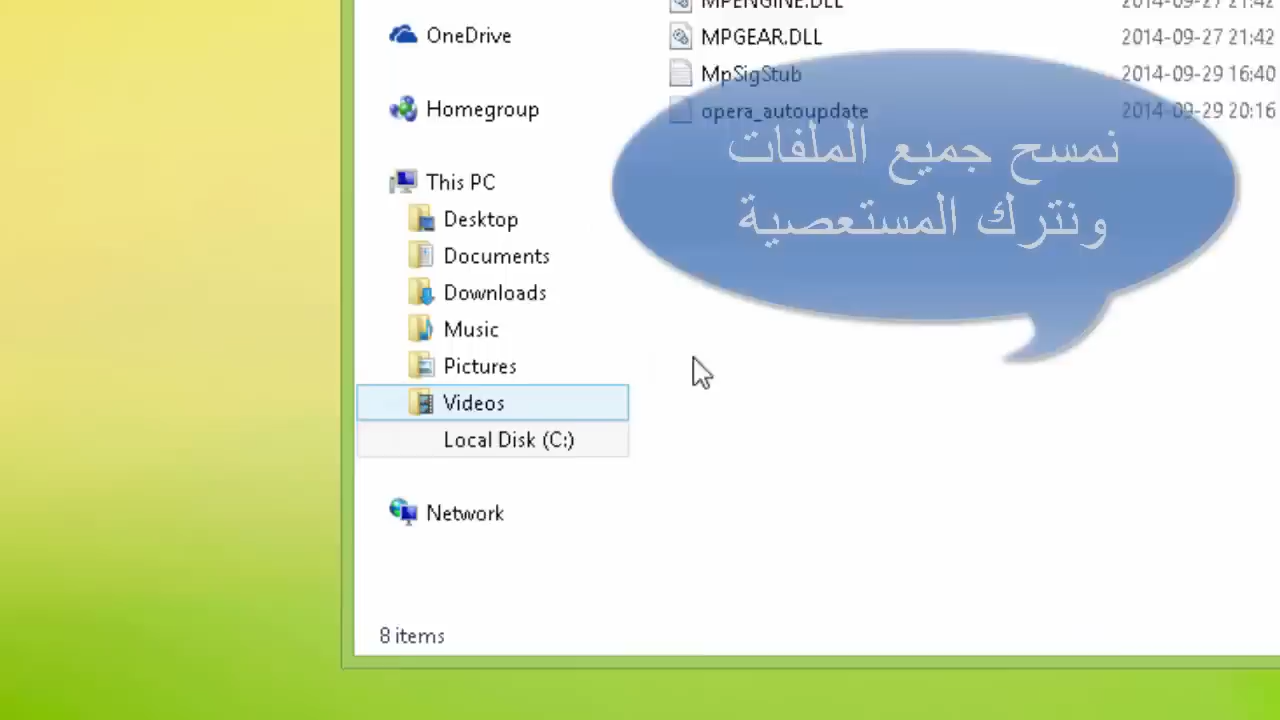 MPENGINE.DLL 2014-09-27 21:42
OneDrive
MPGEAR.DLL 2014-09-27 21:42
MpSigStub 2014-09-29 16:40
Homegroup
opera_autoupdate 2014-09-29 20:16
نمسح جميع الملفات
ونترك المستعصية
This PC
Desktop
Documents
Downloads
Music
Pictures
Videos
Local Disk (C:)
Network
8 items